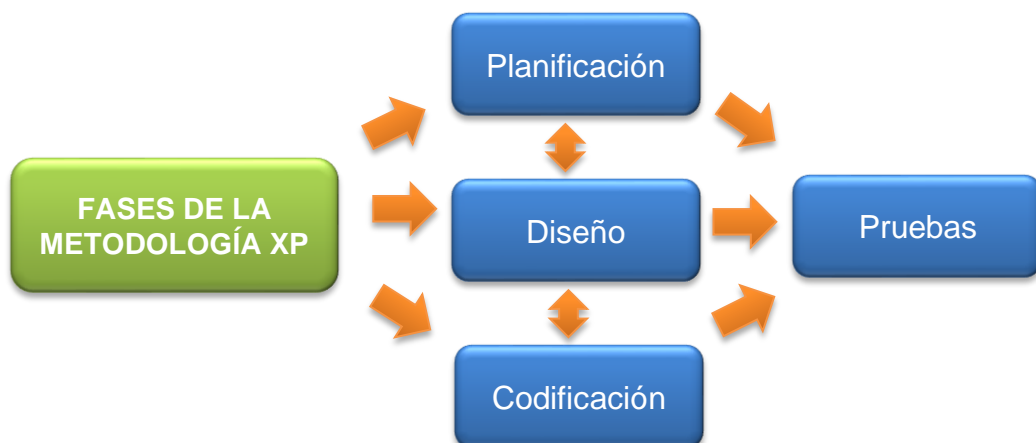 Planificación
FASES DE LA
METODOLOGÍA XP
Diseño
Pruebas
Codificación